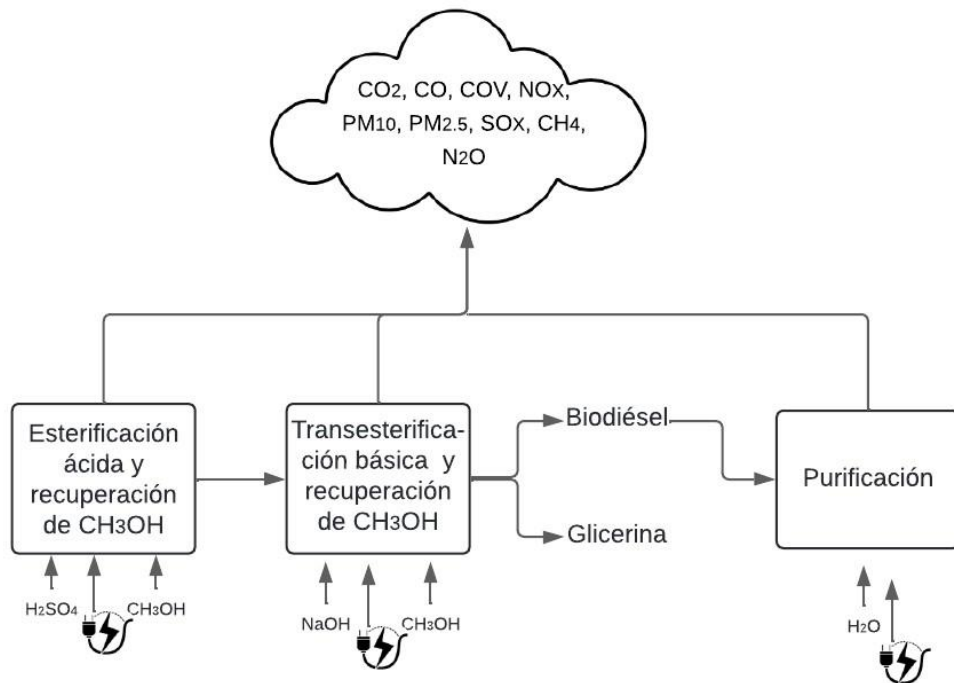 CO2, CO, COV, NOx,
PM10, PM2.5, SOX, CH4,
N2O
Esterificación
ácida y
recuperación
de CH3OH
Transesterifica-
ción básica y
recuperación
de CH3OH
Biodiésel
Glicerina
Purificación
H2SO4
CH3OH
NaOH
CH3OH
H2O